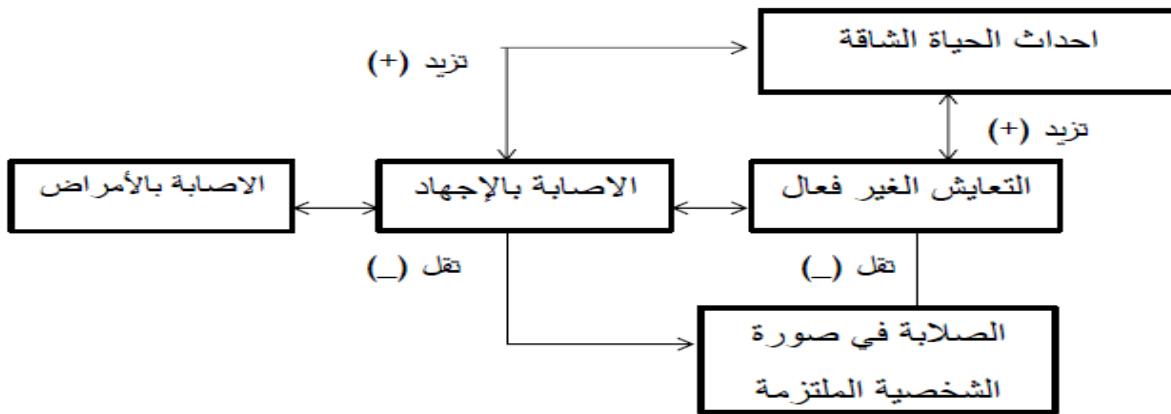 احداث الحياة الشاقة
تزيد (+)
تزيد (+)
التعايش الغير فعال
الاصابة بالإجهاد
الاصابة بالأمراض
تقل (_)
تقل (_)
الصلابة في صورة
الشخصية الملتزمة